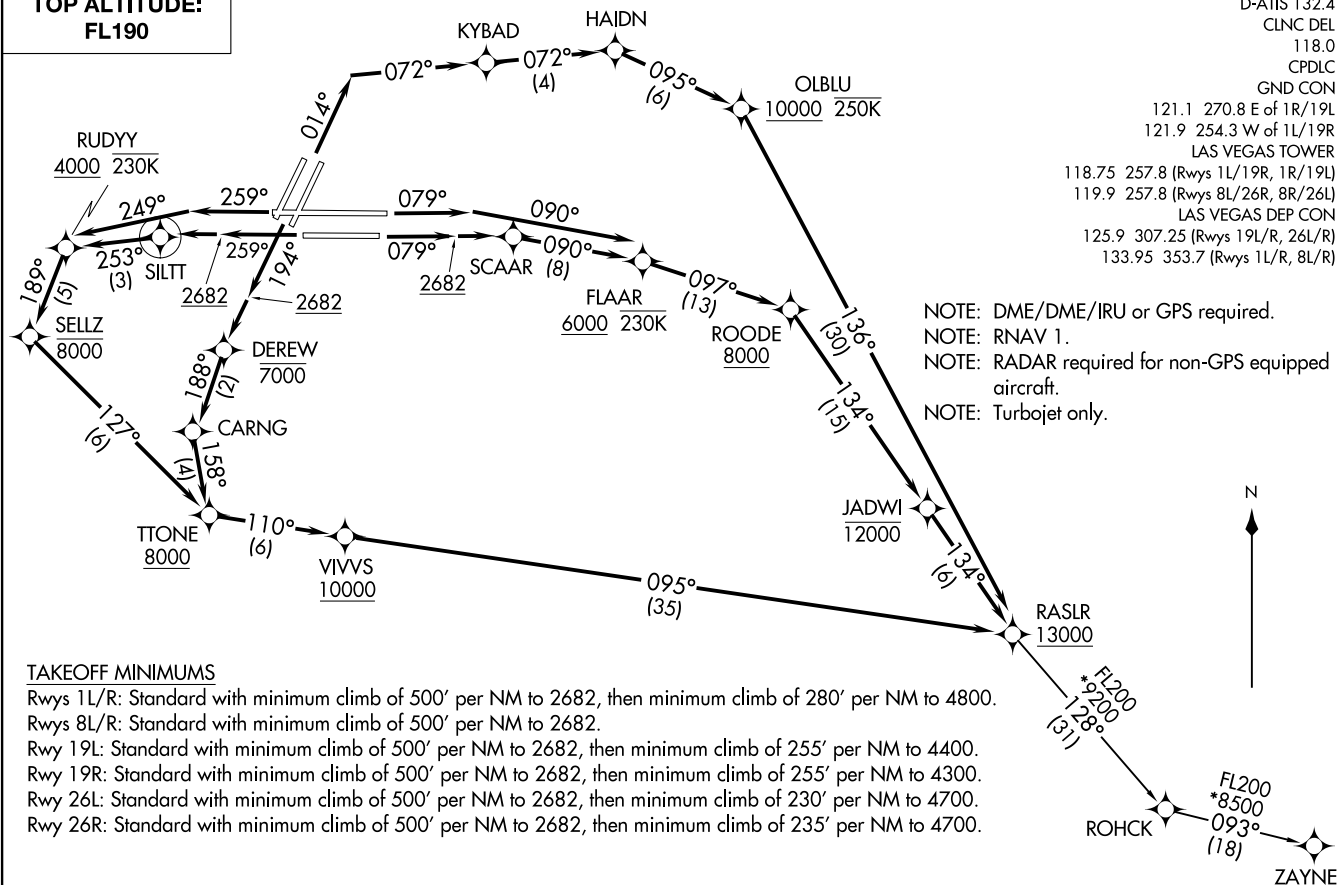 TOP ALTITUDE:
FL190
D-ATIS 132.4
CLNC DEL
118.0
CPDLC
GND CON
121.1 270.8 E of 1R/19L
121.9 254.3 W of 1L/19R
LAS VEGAS TOWER
118.75 257.8 (Rwys 1L/19R, 1R/19L)
119.9 257.8 (Rwys 8L/26R, 8R/26L)
LAS VEGAS DEP CON
125.9 307.25 (Rwys 19L/R, 26L/R)
133.95 353.7 (Rwys 1L/R, 8L/R)
HAIDN
KYBAD
072°
072°
(4)
095°
(6)
OLBLU
10000 250K
014°
RUDYY
4000 230K
249°
259°
079°
090°
253°
(3)
SILTT
259°
2682
194°
2682
079°
2682
SCAAR
090°
(8)
FLAAR
6000 230K
097°
(13)
ROODE
8000
136°
(30)
189°
(5)
SELLZ
8000
DEREW
7000
188°
(2)
CARNG
127°
(6)
158°
(4)
TTONE
8000
110°
(6)
VIVVS
10000
095°
(35)
134°
(15)
JADWI
12000
134°
(6)
RASLR
13000
NOTE: DME/DME/IRU or GPS required.
NOTE: RNAV 1.
NOTE: RADAR required for non-GPS equipped
aircraft.
NOTE: Turbojet only.
N
FL200
*9200
128°
(31)
ROHCK
FL200
*8500
093°
(18)
ZAYNE
TAKEOFF MINIMUMS
Rwys 1L/R: Standard with minimum climb of 500' per NM to 2682, then minimum climb of 280' per NM to 4800.
Rwys 8L/R: Standard with minimum climb of 500' per NM to 2682.
Rwy 19L: Standard with minimum climb of 500' per NM to 2682, then minimum climb of 255' per NM to 4400.
Rwy 19R: Standard with minimum climb of 500' per NM to 2682, then minimum climb of 255' per NM to 4300.
Rwy 26L: Standard with minimum climb of 500' per NM to 2682, then minimum climb of 230' per NM to 4700.
Rwy 26R: Standard with minimum climb of 500' per NM to 2682, then minimum climb of 235' per NM to 4700.